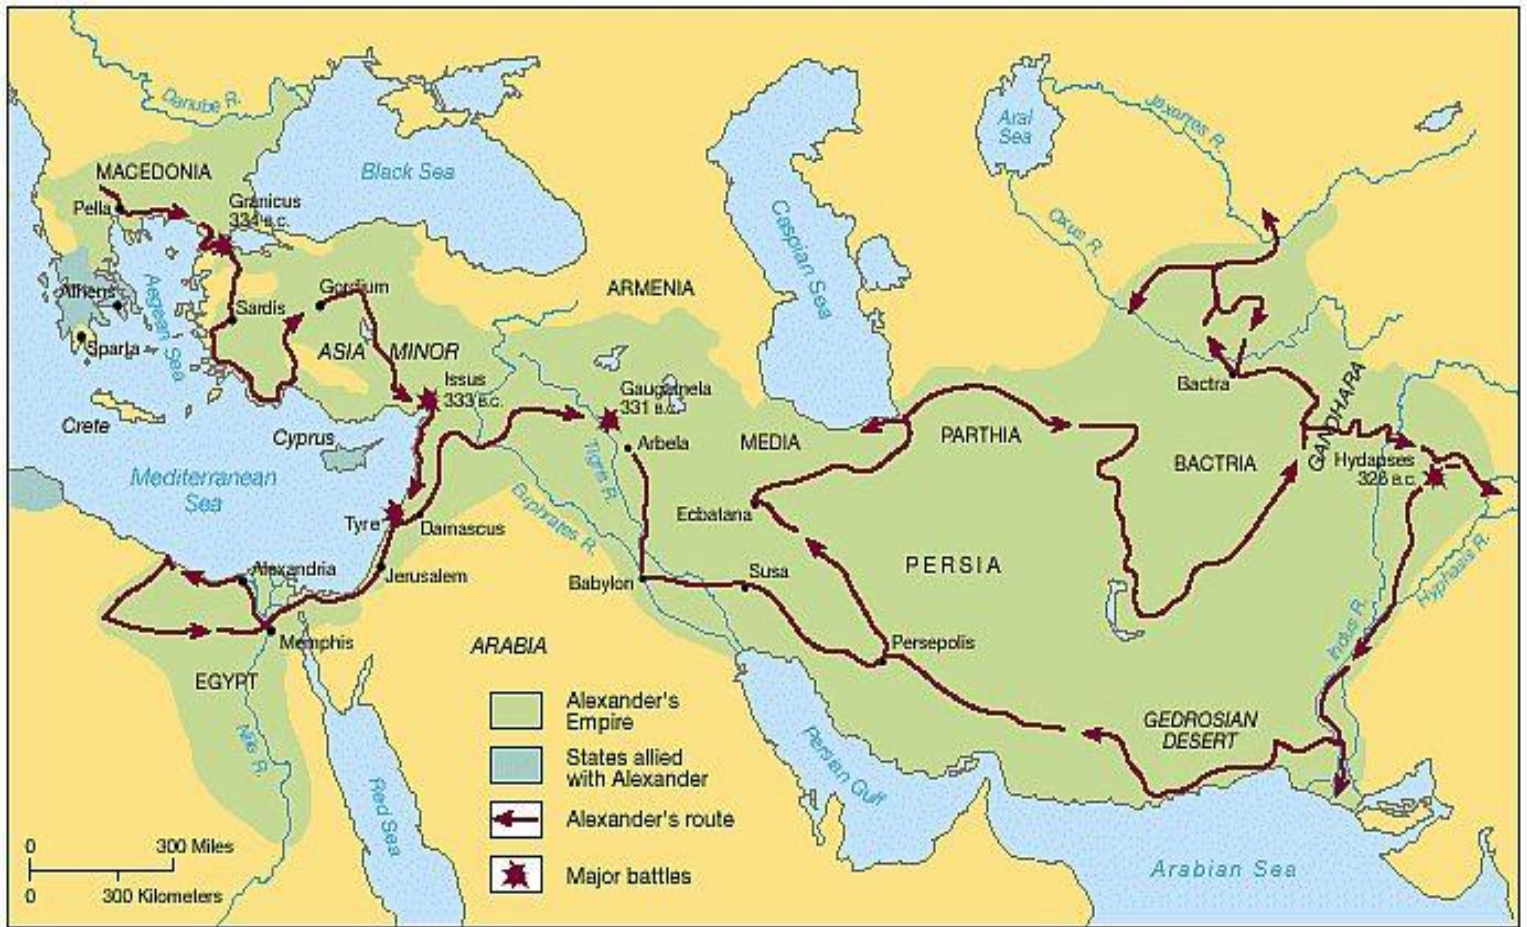 Danube R.
MACEDONIA
Pella
Granicus
334 B.C.
Black Sea
Aral
Sea
Jaxartes R.
Oxus R.
Caspian Sea
Athens
Aegean Sea
Sparta
Sardis
Gordium
ARMENIA
ASIA MINOR
Issus
333 B.C.
Gaugamela
331 B.C.
Arbela
Tigris R.
MEDIA
PARTHIA
Bactra
BACTRIA
GANDHARA
Hydapses
326 B.C.
Crete
Cyprus
Mediterranean
Sea
Tyre
Damascus
Euphrates R.
Ecbatana
PERSIA
Alexandria
Jerusalem
Babylon
Susa
Memphis
EGYPT
Nile R.
ARABIA
Persepolis
Indus R.
Hyphasis R.
GEDROSIAN
DESERT
Red Sea
Persian Gulf
Arabian Sea
Alexander's
Empire
States allied
with Alexander
Alexander's route
Major battles
0 300 Miles
0 300 Kilometers